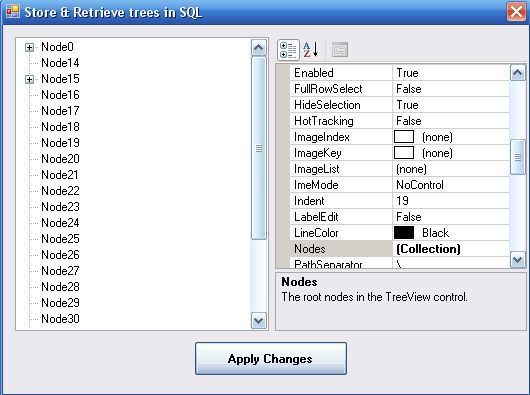 Store & Retrieve trees in SQL
Node0
Node14
Node15
Node16
Node17
Node18
Node19
Node20
Node21
Node22
Node23
Node24
Node25
Node26
Node27
Node28
Node29
Node30
Enabled True
FullRowSelect False
HideSelection True
HotTracking False
ImageIndex (none)
ImageKey (none)
ImageList (none)
ImeMode NoControl
Indent 19
LabelEdit False
LineColor Black
Nodes (Collection)
PathSeparator \
Nodes
The root nodes in the TreeView control.
Apply Changes